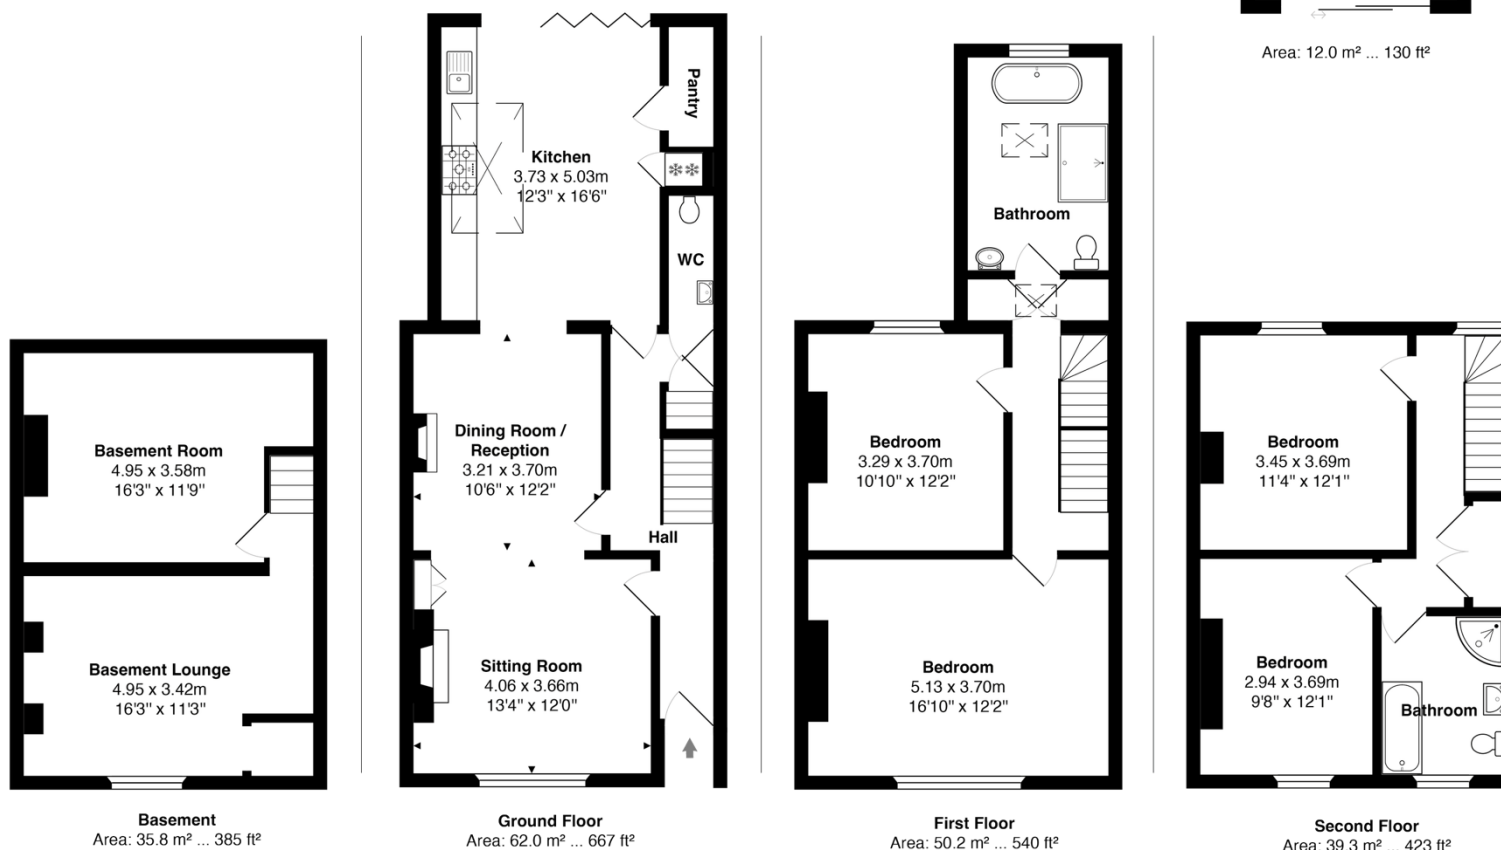 Area: 12.0 m² ... 130 ft²
Basement Room
4.95 x 3.58m
16'3" x 11'9"
Basement Lounge
4.95 x 3.42m
16'3" x 11'3"
Basement
Area: 35.8 m² ... 385 ft²
Pantry
Kitchen
3.73 x 5.03m
12'3" x 16'6"
WC
Dining Room /
Reception
3.21 x 3.70m
10'6" x 12'2"
Hall
Sitting Room
4.06 x 3.66m
13'4" x 12'0"
Ground Floor
Area: 62.0 m² ... 667 ft²
Bathroom
Bedroom
3.29 x 3.70m
10'10" x 12'2"
Bedroom
5.13 x 3.70m
16'10" x 12'2"
First Floor
Area: 50.2 m² ... 540 ft²
Bedroom
3.45 x 3.69m
11'4" x 12'1"
Bedroom
2.94 x 3.69m
9'8" x 12'1"
Bathroom
Second Floor
Area: 39.3 m² ... 423 ft²